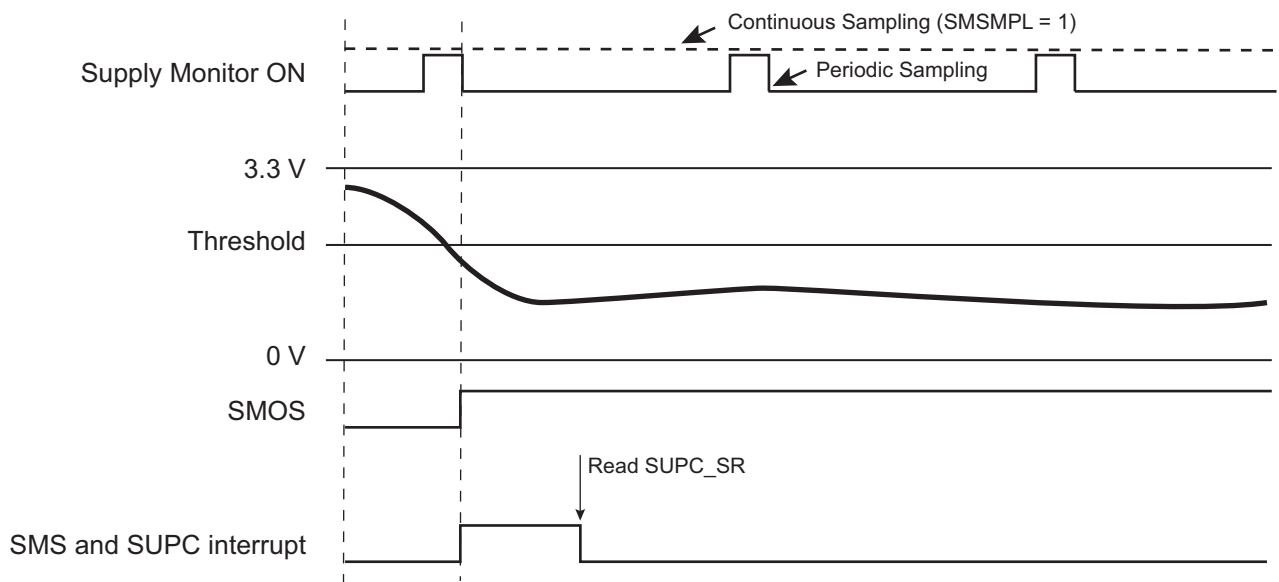 Continuous Sampling (SMSMPL = 1)
Supply Monitor ON
Periodic Sampling
3.3 V
Threshold
0 V
SMOS
Read SUPC_SR
SMS and SUPC interrupt